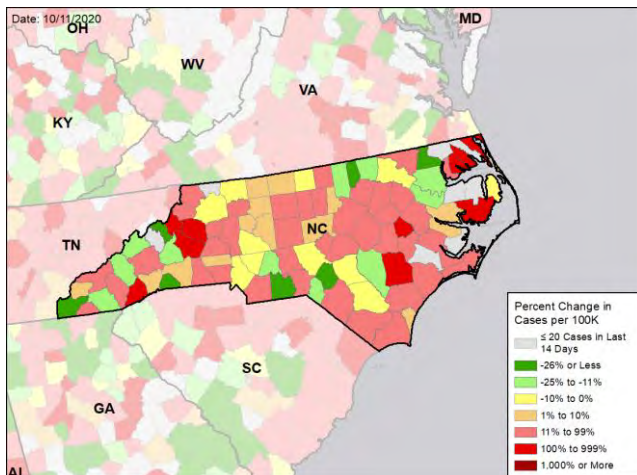 Date: 10/11/2020
OH
MD
WV
VA
KY
TN
NC
SC
GA
AL
Percent Change in
Cases per 100K
≤ 20 Cases in Last
14 Days
-26% or Less
-25% to -11%
-10% to 0%
1% to 10%
11% to 99%
100% to 999%
1,000% or More